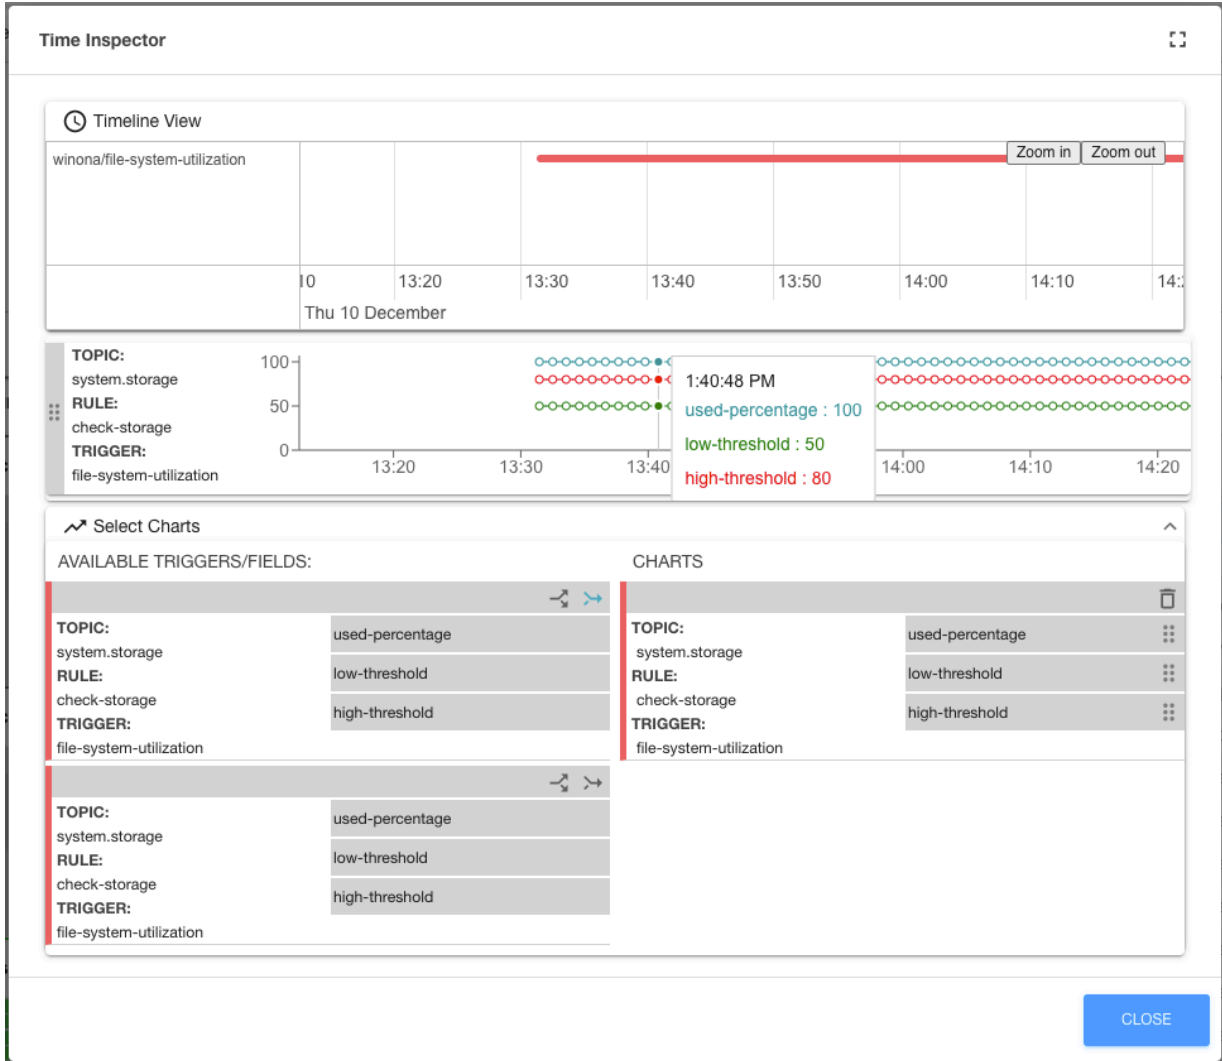 Time Inspector
Timeline View
winona/file-system-utilization
Zoom in
Zoom out
10
13:20
13:30
13:40
13:50
14:00
14:10
14:2
Thu 10 December
TOPIC:
system.storage
RULE:
check-storage
TRIGGER:
file-system-utilization
100
50
0
13:20
13:30
13:40
14:00
14:10
14:20
1:40:48 PM
used-percentage : 100
low-threshold : 50
high-threshold : 80
Select Charts
AVAILABLE TRIGGERS/FIELDS:
TOPIC:
system.storage
RULE:
check-storage
TRIGGER:
file-system-utilization
used-percentage
low-threshold
high-threshold
TOPIC:
system.storage
RULE:
check-storage
TRIGGER:
file-system-utilization
used-percentage
low-threshold
high-threshold
CHARTS
TOPIC:
system.storage
RULE:
check-storage
TRIGGER:
file-system-utilization
used-percentage
low-threshold
high-threshold
CLOSE